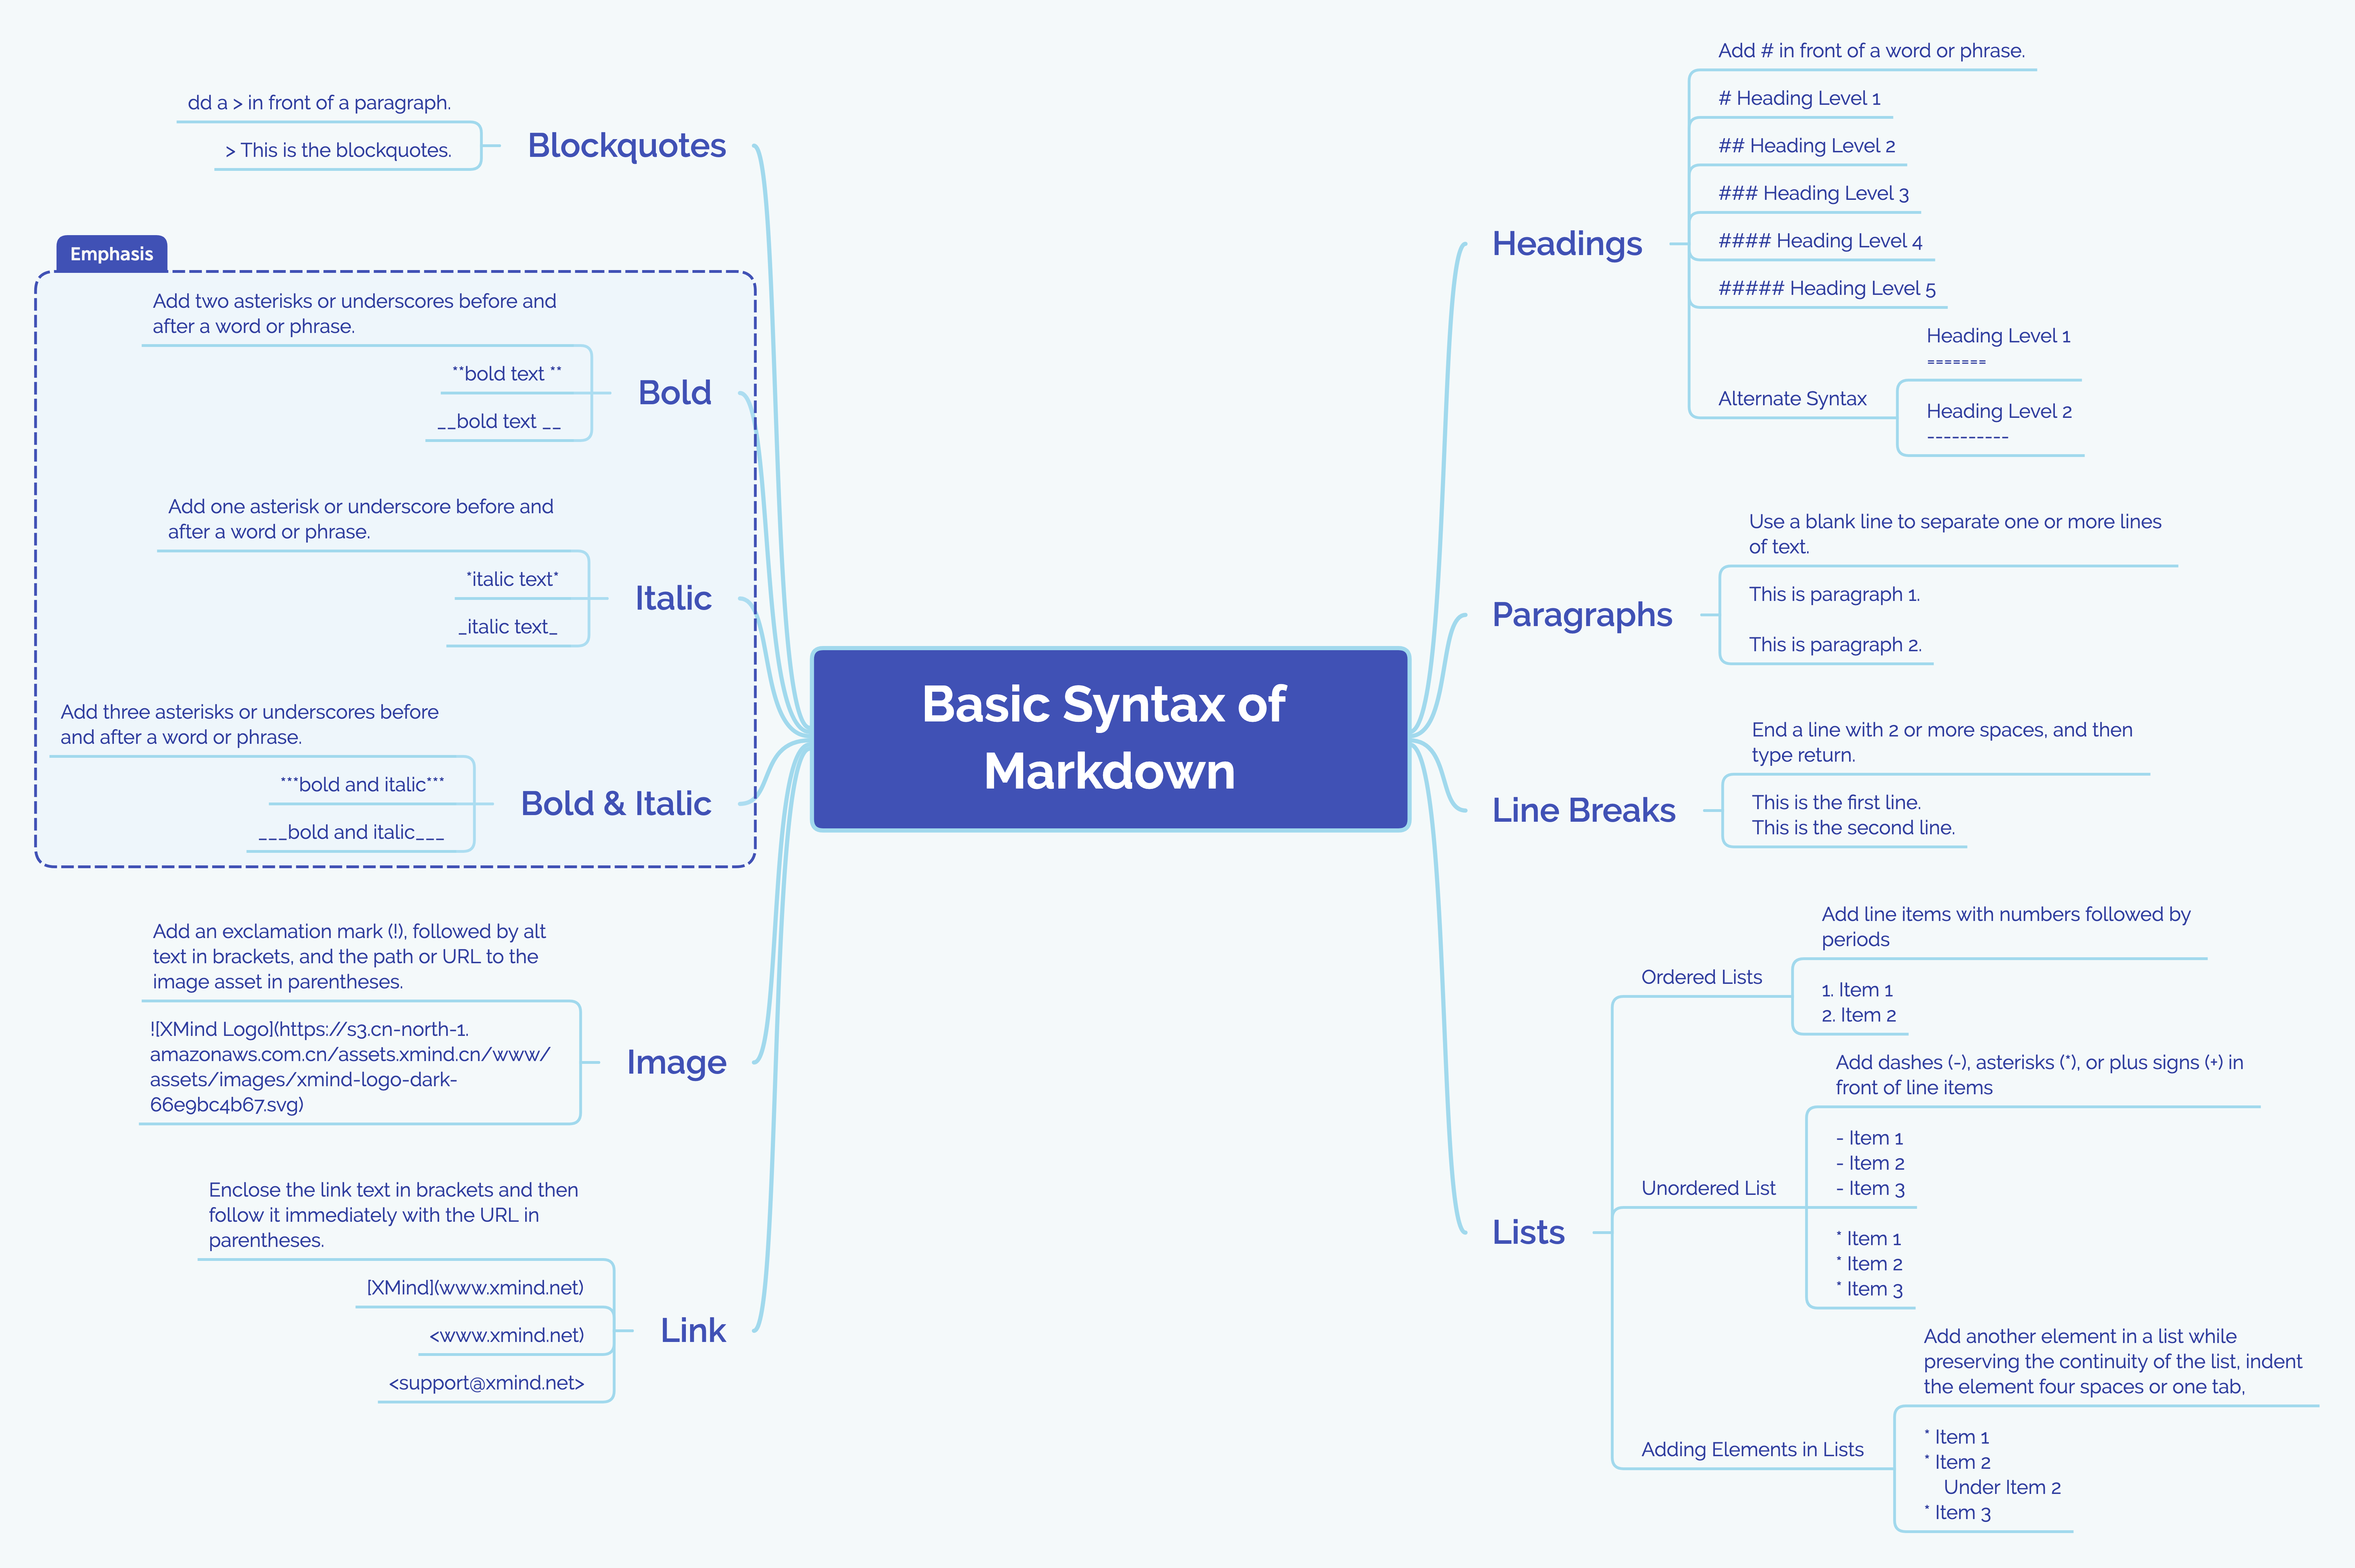 Basic Syntax of
Markdown
Headings
Add # in front of a word or phrase.
# Heading Level 1
## Heading Level 2
### Heading Level 3
#### Heading Level 4
##### Heading Level 5
Alternate Syntax
Heading Level 1
=======
Heading Level 2
----------
Paragraphs
Use a blank line to separate one or more lines
of text.
This is paragraph 1.
This is paragraph 2.
Line Breaks
End a line with 2 or more spaces, and then
type return.
This is the first line.
This is the second line.
Lists
Ordered Lists
Add line items with numbers followed by
periods
1. Item 1
2. Item 2
Unordered List
Add dashes (-), asterisks (*), or plus signs (+) in
front of line items
- Item 1
- Item 2
- Item 3
* Item 1
* Item 2
* Item 3
Adding Elements in Lists
Add another element in a list while
preserving the continuity of the list, indent
the element four spaces or one tab,
* Item 1
* Item 2
Under Item 2
* Item 3
Blockquotes
dd a > in front of a paragraph.
> This is the blockquotes.
Emphasis
Bold
Add two asterisks or underscores before and
after a word or phrase.
**bold text **
__bold text __
Italic
Add one asterisk or underscore before and
after a word or phrase.
*italic text*
_italic text_
Bold & Italic
Add three asterisks or underscores before
and after a word or phrase.
***bold and italic***
___bold and italic___
Image
Add an exclamation mark (!), followed by alt
text in brackets, and the path or URL to the
image asset in parentheses.
![XMind Logo](https://s3.cn-north-1.
amazonaws.com.cn/assets.xmind.cn/www/
assets/images/xmind-logo-dark-
66e9bc4b67.svg)
Link
Enclose the link text in brackets and then
follow it immediately with the URL in
parentheses.
[XMind](www.xmind.net)
<www.xmind.net)
<support@xmind.net>